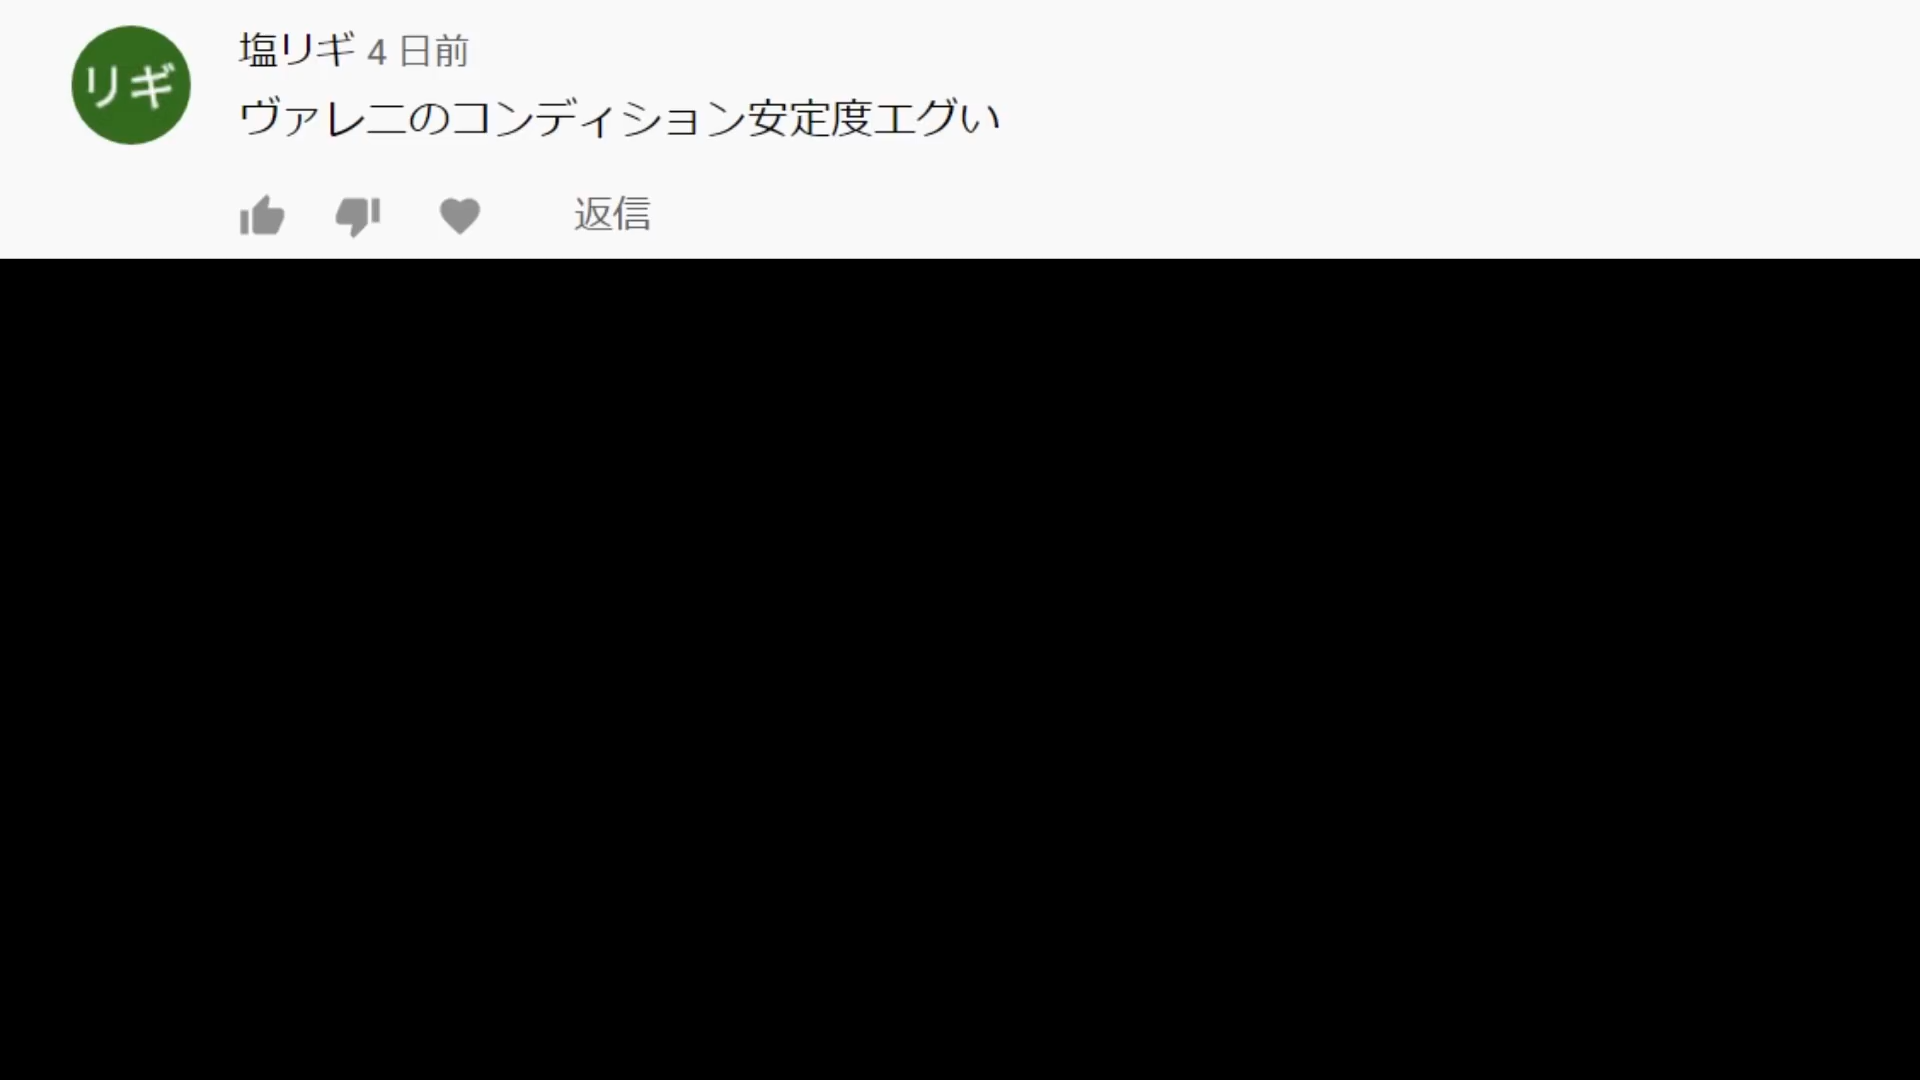 リギ
塩リギ 4 日前
ヴァレニのコンディション安定度エグい
返信